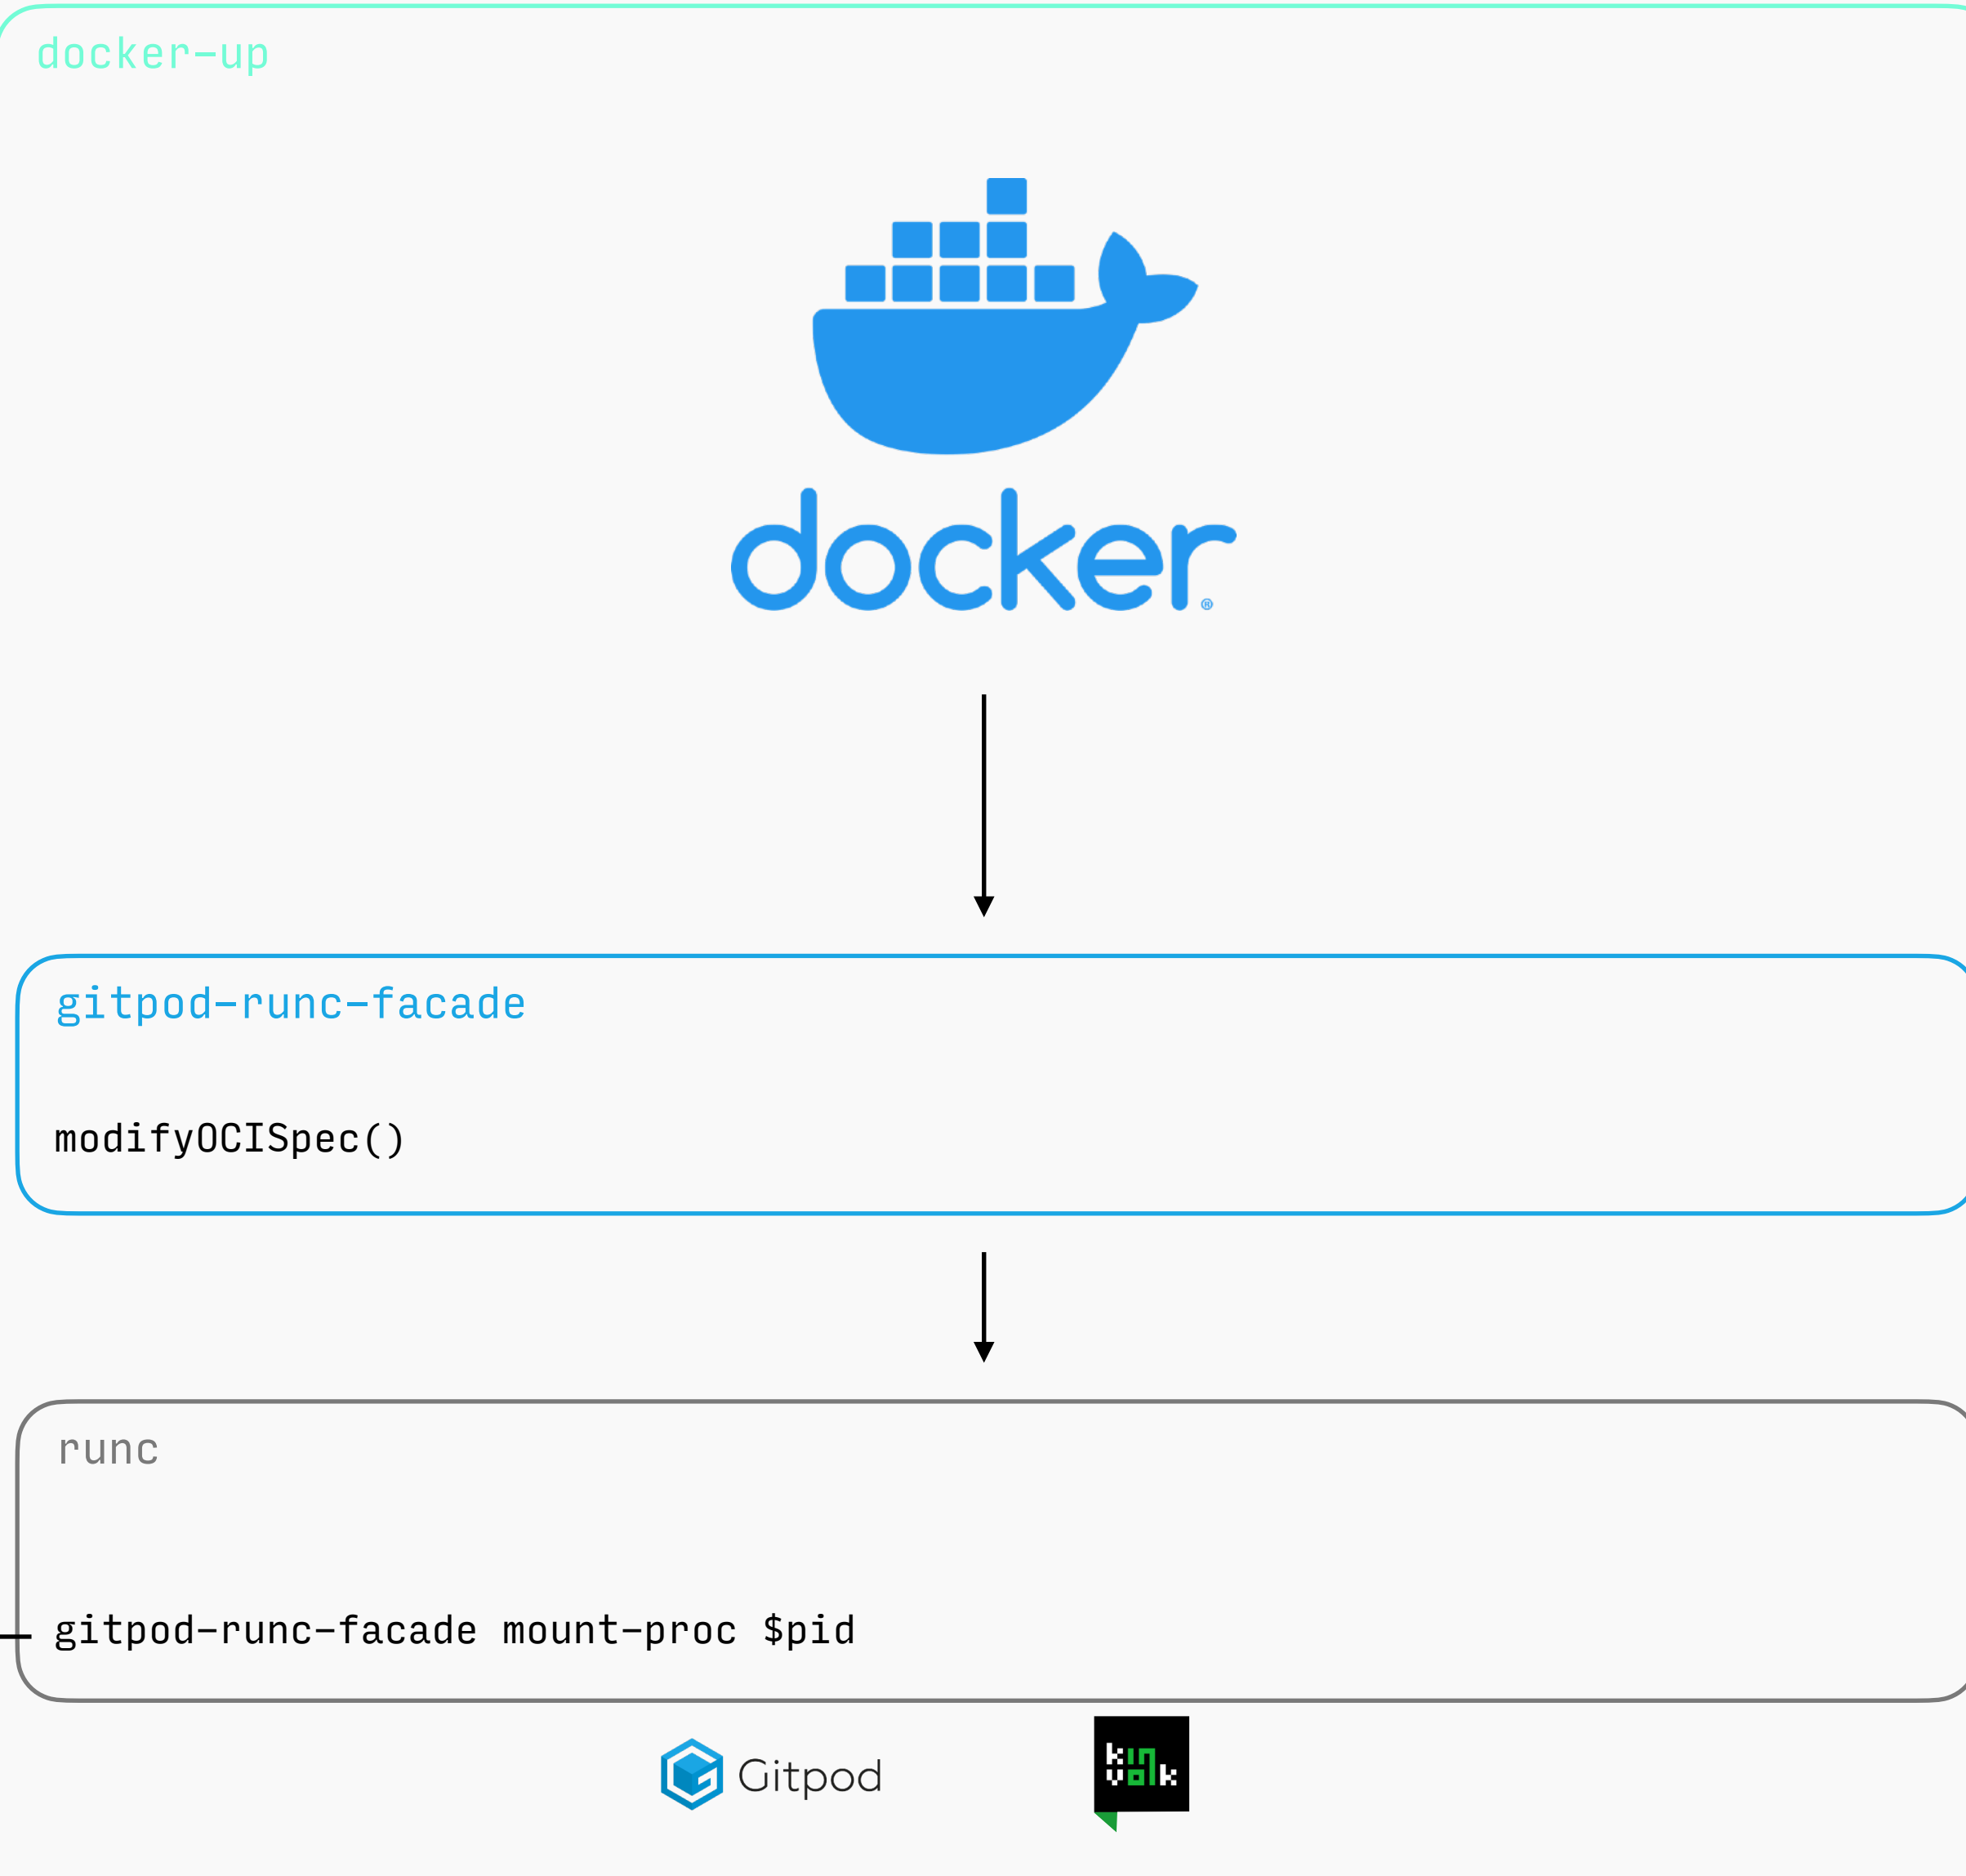 docker-up
docker
®
gitpod-runc-facade
modifyOCISpec()
runc
gitpod-runc-facade mount-proc $pid
Gitpod
kinvolk